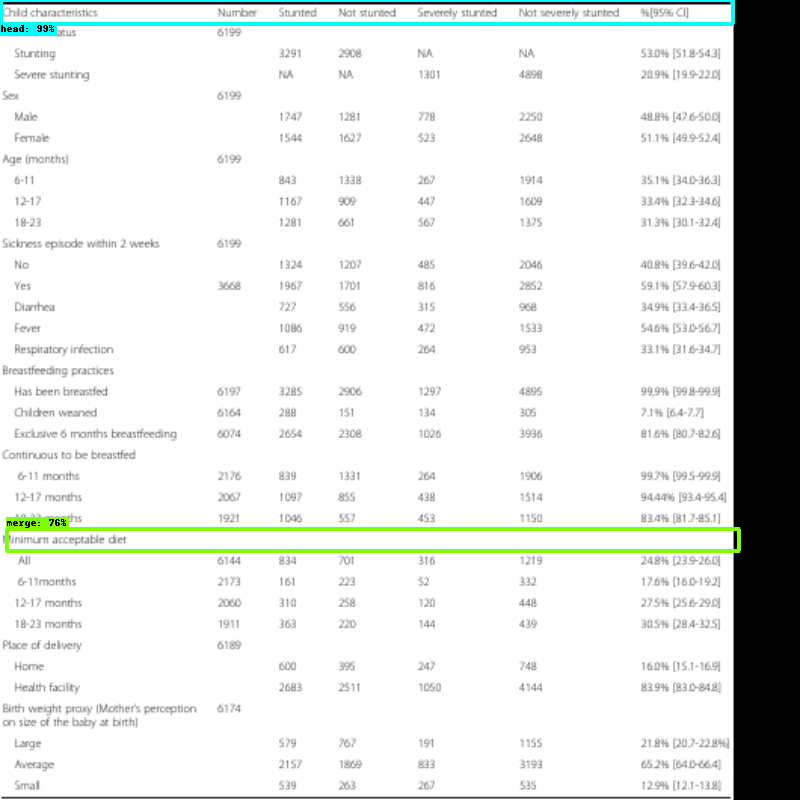 Child characteristics Number Stunted Not stunted Severely stunted Not severely stunted %[95% CI]
head: 99% tus 6199
Stunting 3291 2908 NA NA 53.0% [51.8-54.3]
Severe stunting NA NA 1301 4898 20.9% [19.9-22.0]
Sex 6199
Male 1747 1281 778 2250 48.8% [47.6-50.0]
Female 1544 1627 523 2648 51.1% [49.9-52.4]
Age (months) 6199
6-11 843 1338 267 1914 35.1% [34.0-36.3]
12-17 1167 909 447 1609 33.4% [32.3-34.6]
18-23 1281 661 567 1375 31.3% [30.1-32.4]
Sickness episode within 2 weeks 6199
No 1324 1207 485 2046 40.8% [39.6-42.0]
Yes 3668 1967 1701 816 2852 59.1% [57.9-60.3]
Diarrhea 727 556 315 968 34.9% [33.4-36.5]
Fever 1086 919 472 1533 54.6% [53.0-56.7]
Respiratory infection 617 600 264 953 33.1% [31.6-34.7]
Breastfeeding practices
Has been breastfed 6197 3285 2906 1297 4895 99,9% [99.8-99.9]
Children weaned 6164 288 151 134 305 7.1% [6.4-7.7]
Exclusive 6 months breastfeeding 6074 2654 2308 1026 3936 81.6% [80.7-82.6]
Continuous to be breastfed
6-11 months 2176 839 1331 264 1906 99.7% [99.5-99.9]
12-17 months 2067 1097 855 438 1514 94.44% [93.4-95.4]
18-23 months 1921 1046 557 453 1150 83.4% [81.7-85.1]
merge: 76%
Minimum acceptable diet
All 6144 834 701 316 1219 24.8% [23.9-26.0]
6-11months 2173 161 223 52 332 17.6% [16.0-19.2]
12-17 months 2060 310 258 120 448 27.5% [25.6-29.0]
18-23 months 1911 363 220 144 439 30.5% [28.4-32.5]
Place of delivery 6189
Home 600 395 247 748 16.0% [15.1-16.9]
Health facility 2683 2511 1050 4144 83.9% [83.0-84.8]
Birth weight proxy (Mother's perception 6174
on size of the baby at birth)
Large 579 767 191 1155 21.8% [20.7-22.8%]
Average 2157 1869 833 3193 65.2% [64.0-66.4]
Small 539 263 267 535 12.9% [12.1-13.8]